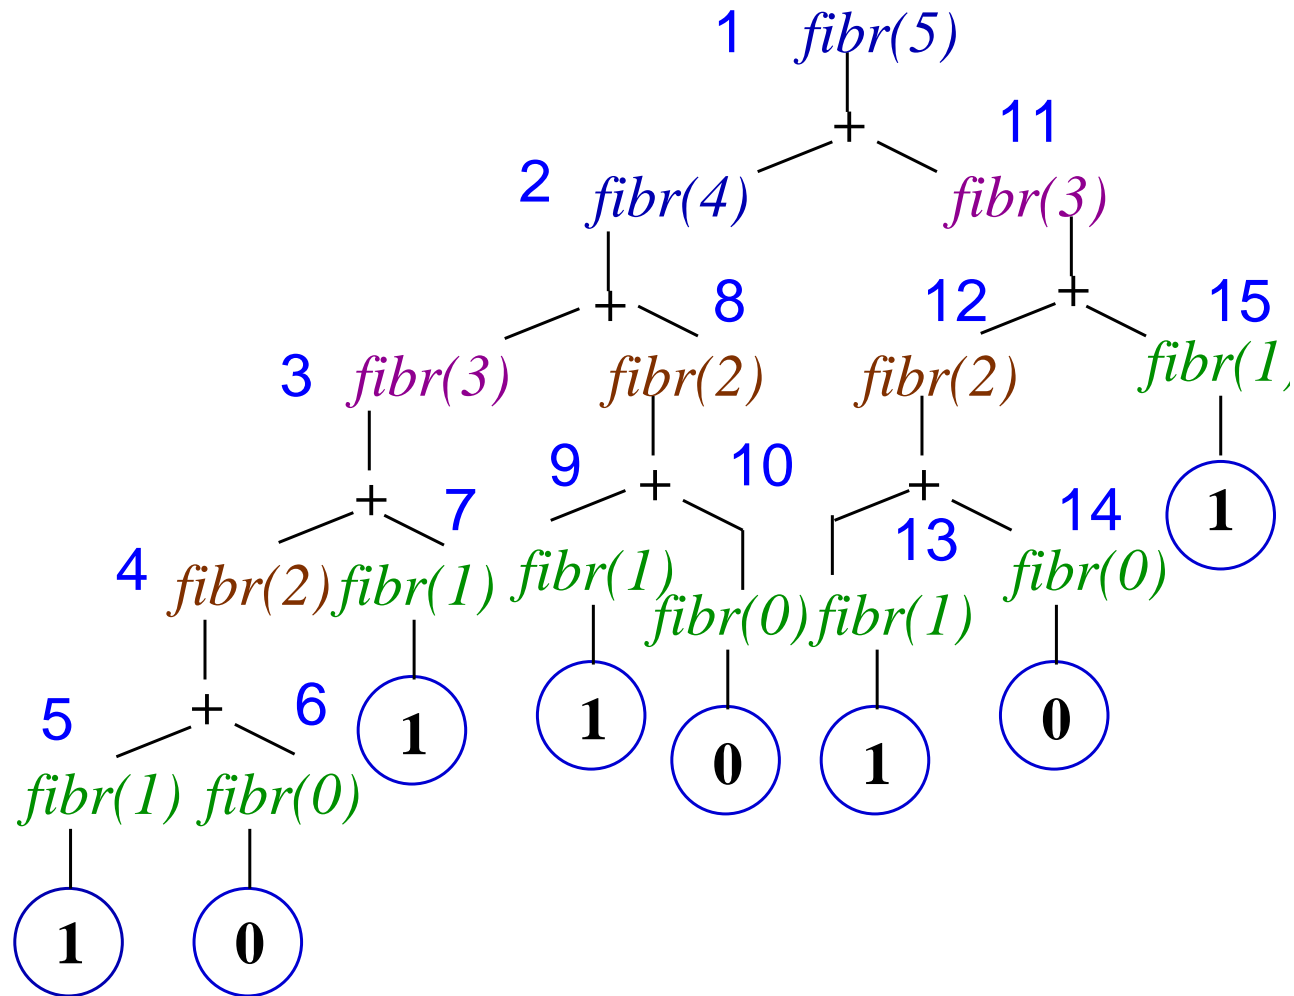 1 fibr(5)
+ 11
2 fibr(4) fibr(3)
+ 8 12 + 15
3 fibr(3) fibr(2) fibr(2) fibr(1)
+ 7 9 + 10 + 13 14 1
4 fibr(2) fibr(1) fibr(1) fibr(0)
fibr(0) fibr(1)
5 + 6 1 1 0 1 0
fibr(1) fibr(0)
1 0